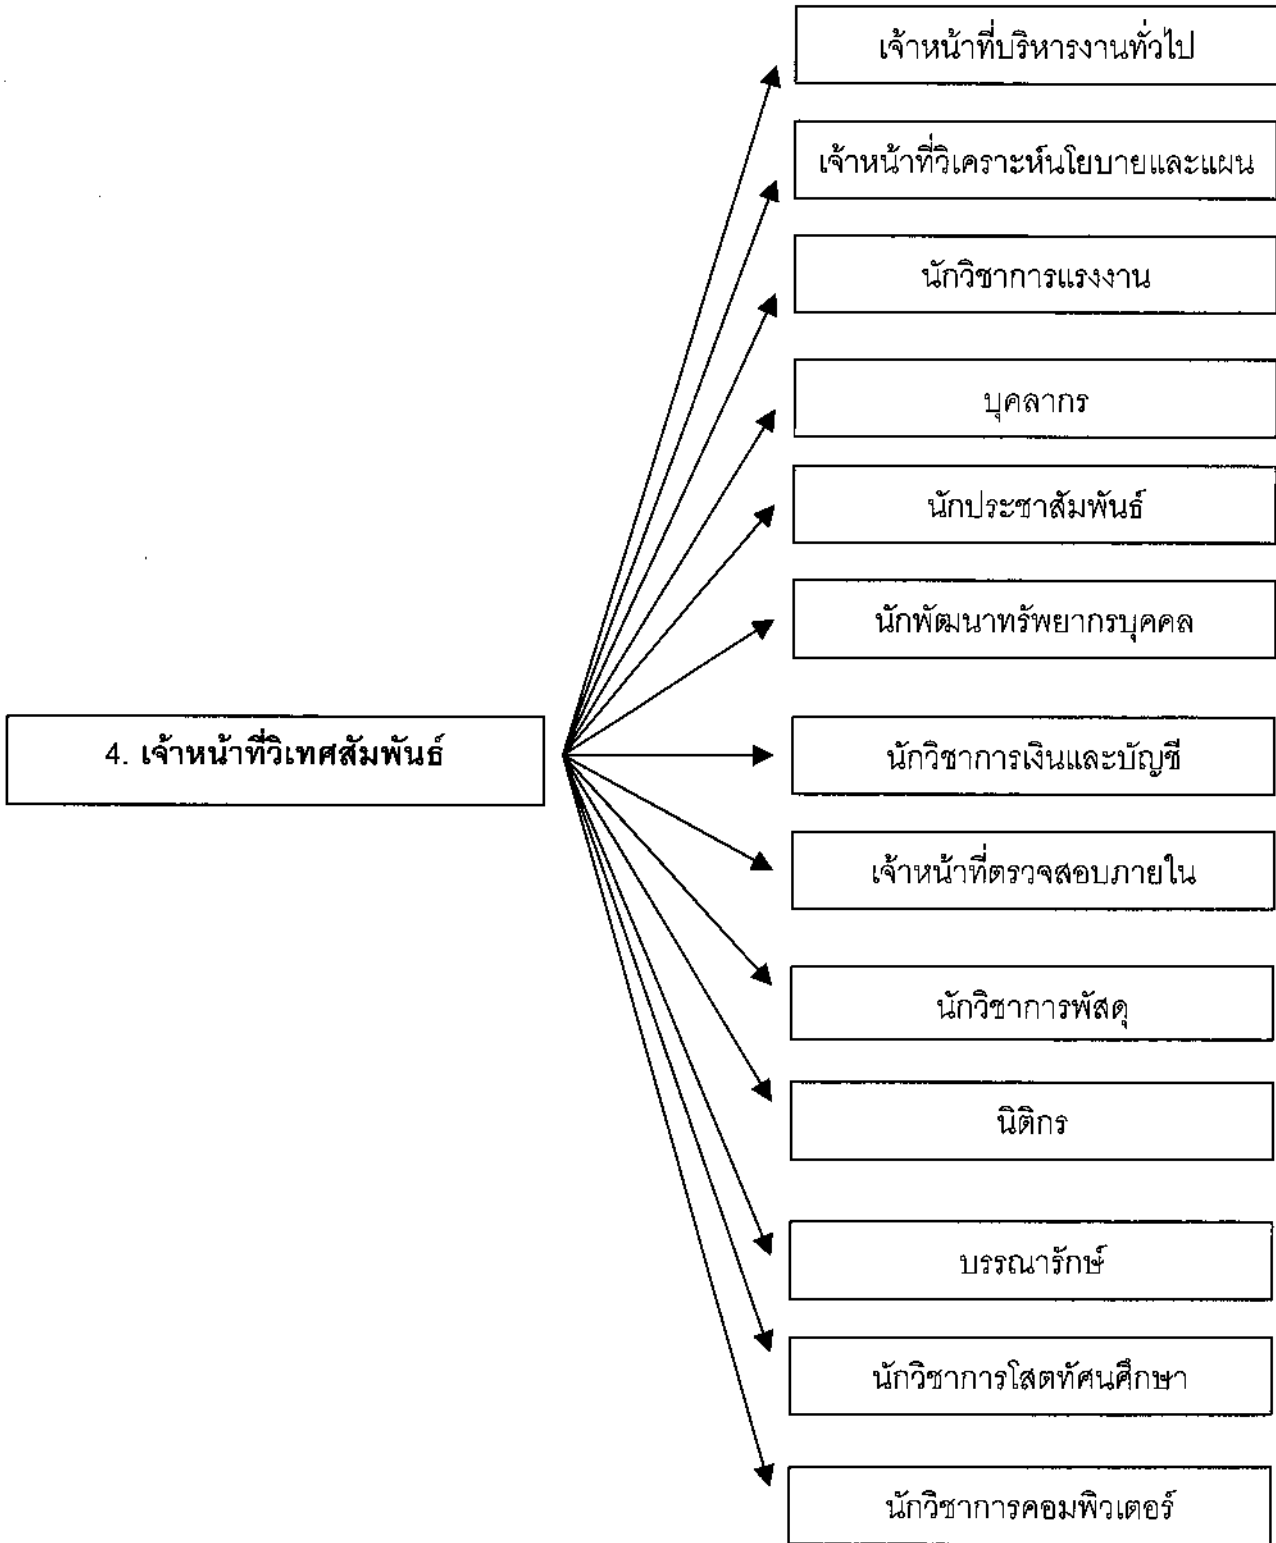 เจ้าหน้าที่บริหารงานทั่วไป
เจ้าหน้าที่วิเคราะห์นโยบายและแผน
นักวิชาการแรงงาน
บุคลากร
นักประชาสัมพันธ์
นักพัฒนาทรัพยากรบุคคล
4. เจ้าหน้าที่วิเทศสัมพันธ์
นักวิชาการเงินและบัญชี
เจ้าหน้าที่ตรวจสอบภายใน
นักวิชาการพัสดุ
นิติกร
บรรณารักษ์
นักวิชาการโสตทัศนศึกษา
นักวิชาการคอมพิวเตอร์